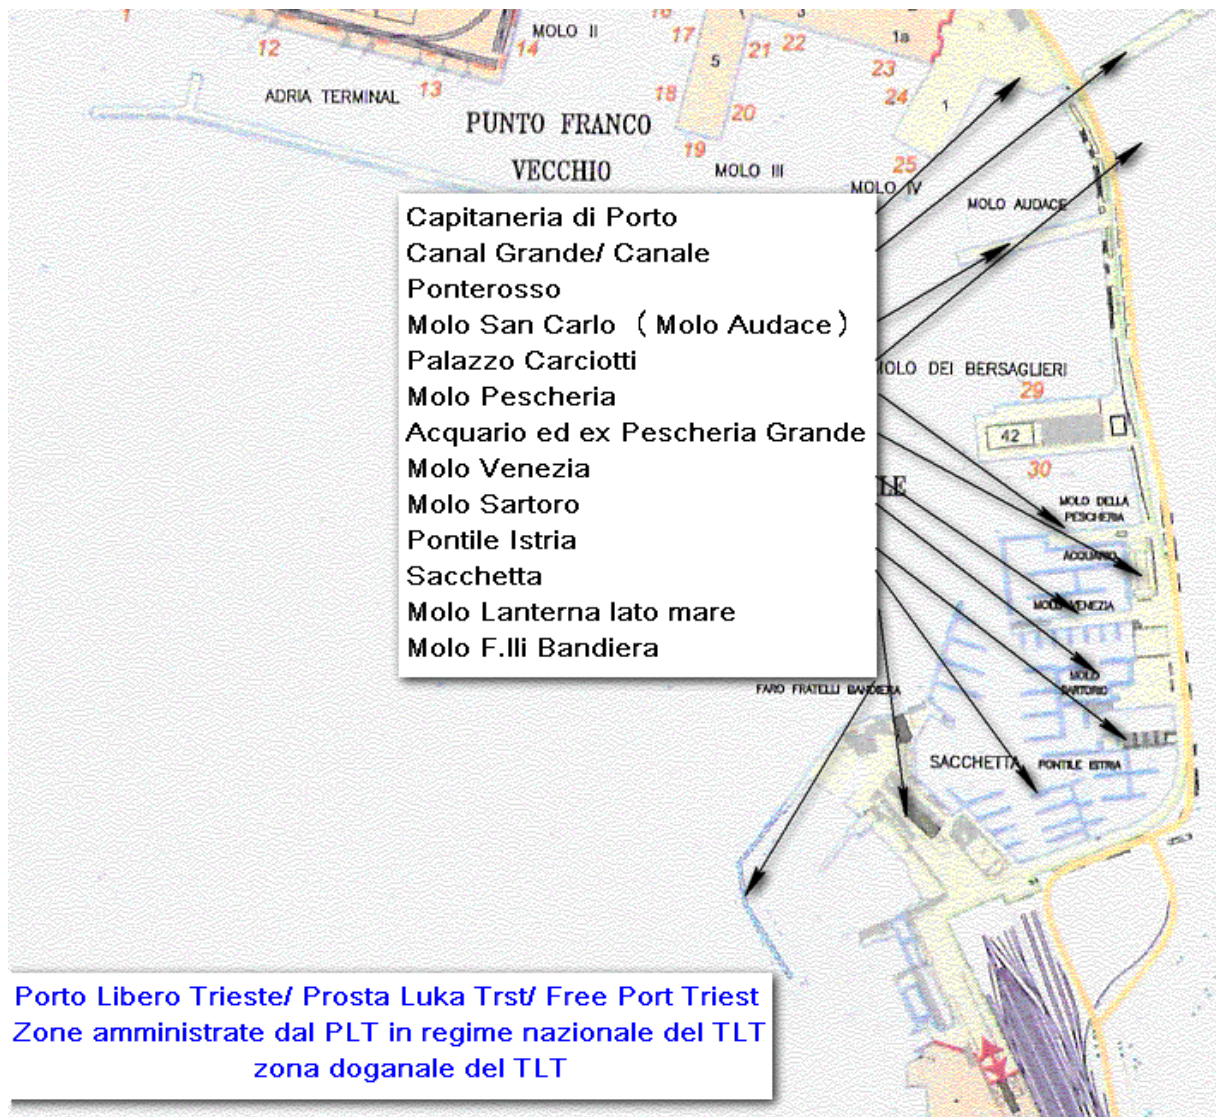 1
12
MOLO II
14
16
17
5
21
22
3
1a
23
ADRIA TERMINAL
13
18
20
24
1
PUNTO FRANCO
VECCHIO
19
MOLO III
25
MOLO IV
MOLO AUDACE
Capitaneria di Porto
Canal Grande/ Canale
Ponterosso
Molo San Carlo ( Molo Audace )
Palazzo Carciotti
Molo Pescheria
Acquario ed ex Pescheria Grande
Molo Venezia
Molo Sartoro
Pontile Istria
Sacchetta
Molo Lanterna lato mare
Molo F.lli Bandiera
DEI BERSAGLIERI
29
42
30
MOLO DELLA
PESCHERIA
ACQUARIO
MOLO VENEZIA
MOLO
SARTORIO
FARO FRATELLI BANDIERA
SACCHETTA
PONTILE ISTRIA
Porto Libero Trieste/ Prosta Luka Trst/ Free Port Triest
Zone amministrate dal PLT in regime nazionale del TLT
zona doganale del TLT